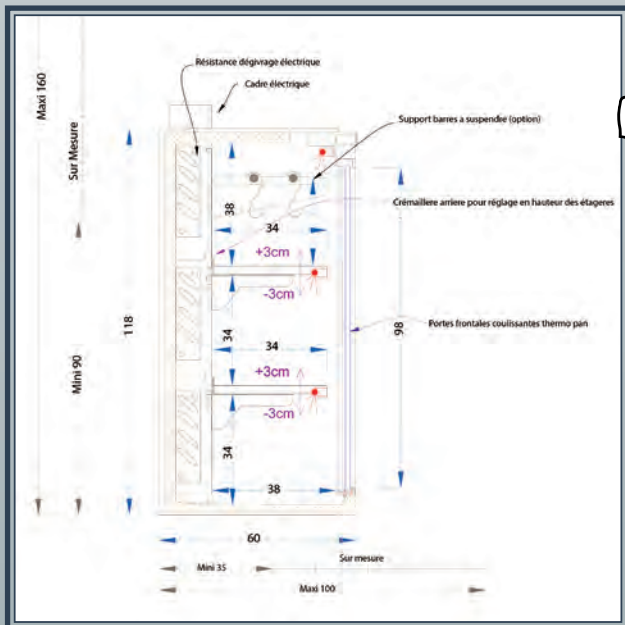 Résistance dégivrage électrique
Cadre électrique
Support barres a suspendre (option)
Crémaillere arriere pour réglage en hauteur des étageres
Portes frontales coulissantes thermo pan
Maxi 160
Sur Mesure
Mini 90
118
38
34
+3cm
-3cm
34
34
+3cm
-3cm
34
38
98
60
Mini 35
Sur mesure
Maxi 100